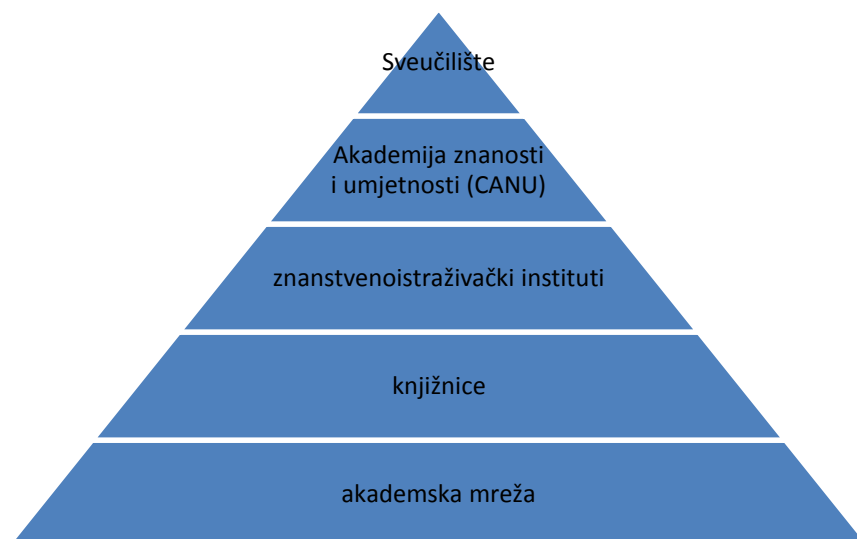 Sveučilište
Akademija znanosti
i umjetnosti (CANU)
znanstvenoistraživački instituti
knjižnice
akademska mreža